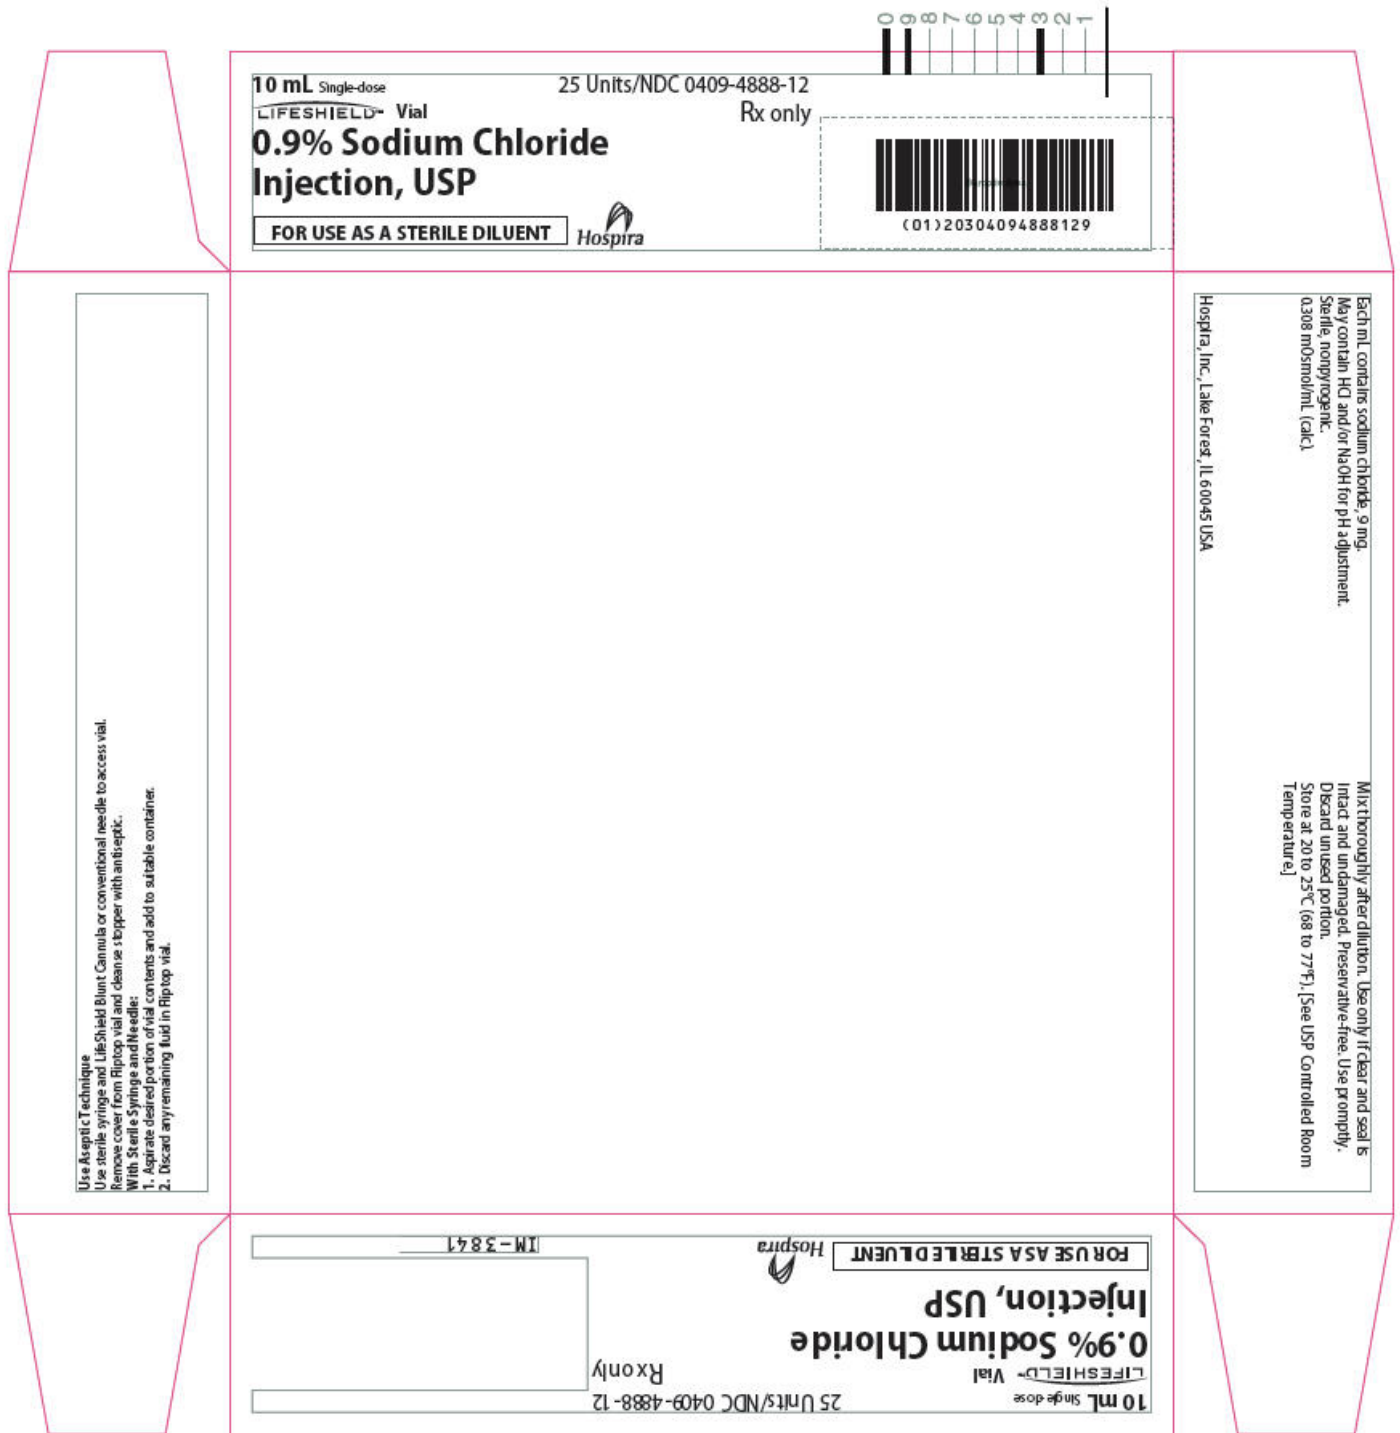 0 9 8 7 6 5 4 3 2 1
10 mL Single-dose 25 Units/NDC 0409-4888-12
LIFESHIELD™ Vial Rx only
0.9% Sodium Chloride
Injection, USP
FOR USE AS A STERILE DILUENT Hospira
(01)20304094888129
Use Aseptic Technique
Use sterile syringe and LifeShield Blunt Cannula or conventional needle to access vial.
Remove cover from fliptop vial and cleanse stopper with antiseptic.
With Sterile Syringe and Needle:
1. Aspirate desired portion of vial contents and add to suitable container.
2. Discard any remaining fluid in fliptop vial.
Each mL contains sodium chloride, 9 mg.
May contain HCl and/or NaOH for pH adjustment.
Sterile, nonpyrogenic.
0.308 mOsmol/mL (calc).
Hospira, Inc., Lake Forest, IL 60045 USA
Mix thoroughly after dilution. Use only if clear and seal is
intact and undamaged. Preservative-free. Use promptly.
Discard unused portion.
Store at 20 to 25°C (68 to 77°F). [See USP Controlled Room
Temperature.]
10 mL Single-dose 25 Units/NDC 0409-4888-12
LIFESHIELD™ Vial Rx only
0.9% Sodium Chloride
Injection, USP
FOR USE AS A STERILE DILUENT Hospira
IM-3841